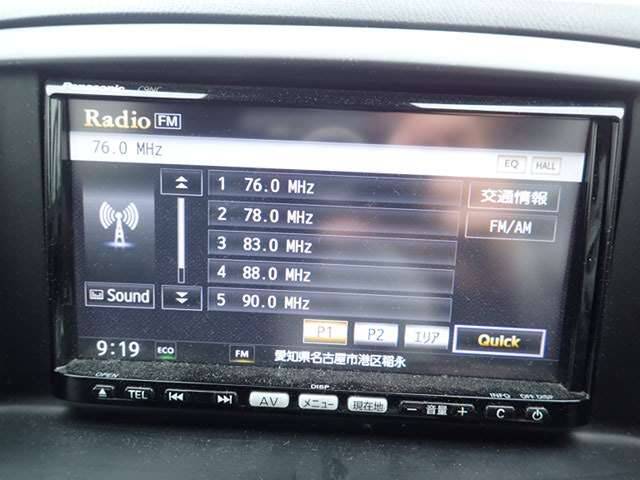 Panasonic C9NC
Radio FM
76.0 MHz EQ HALL
1 76.0 MHz
2 78.0 MHz
3 83.0 MHz
4 88.0 MHz
5 90.0 MHz
交通情報
FM/AM
Sound
P1 P2 エリア Quick
9:19 ECO FM 愛知県名古屋市港区稲永
OPEN DISP INFO OFF DISP
TEL AV メニュー 現在地 － 音量 ＋ C